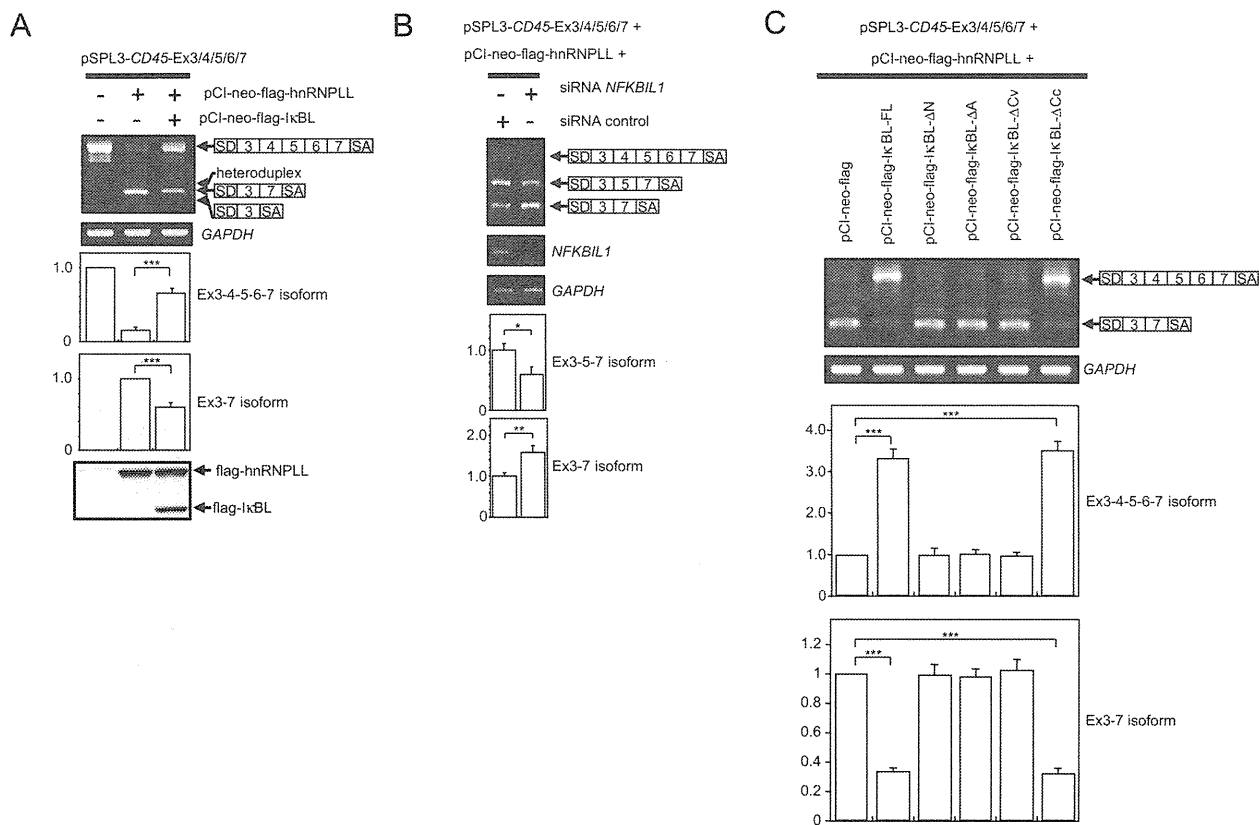 A
pSPL3-CD45-Ex3/4/5/6/7
- + + pCI-neo-flag-hnRNPLL
- - + pCI-neo-flag-IκBL
SD 3 4 5 6 7 SA
heteroduplex
SD 3 7 SA
SD 3 SA
GAPDH
1.0
***
0
Ex3-4-5-6-7 isoform
1.0
***
0
Ex3-7 isoform
flag-hnRNPLL
flag-IκBL
B
pSPL3-CD45-Ex3/4/5/6/7 +
pCI-neo-flag-hnRNPLL +
- + siRNA NFKBIL1
+ - siRNA control
SD 3 4 5 6 7 SA
SD 3 5 7 SA
SD 3 7 SA
NFKBIL1
GAPDH
*
1.0
0
Ex3-5-7 isoform
2.0
**
1.0
0
Ex3-7 isoform
C
pSPL3-CD45-Ex3/4/5/6/7 +
pCI-neo-flag-hnRNPLL +
pCI-neo-flag
pCI-neo-flag-IκBL-FL
pCI-neo-flag-IκBL-ΔN
pCI-neo-flag-IκBL-ΔA
pCI-neo-flag-IκBL-ΔCv
pCI-neo-flag-IκBL-ΔCc
SD 3 4 5 6 7 SA
SD 3 7 SA
GAPDH
***
***
4.0
3.0
2.0
1.0
0
Ex3-4-5-6-7 isoform
***
***
1.2
1
0.8
0.6
0.4
0.2
0
Ex3-7 isoform